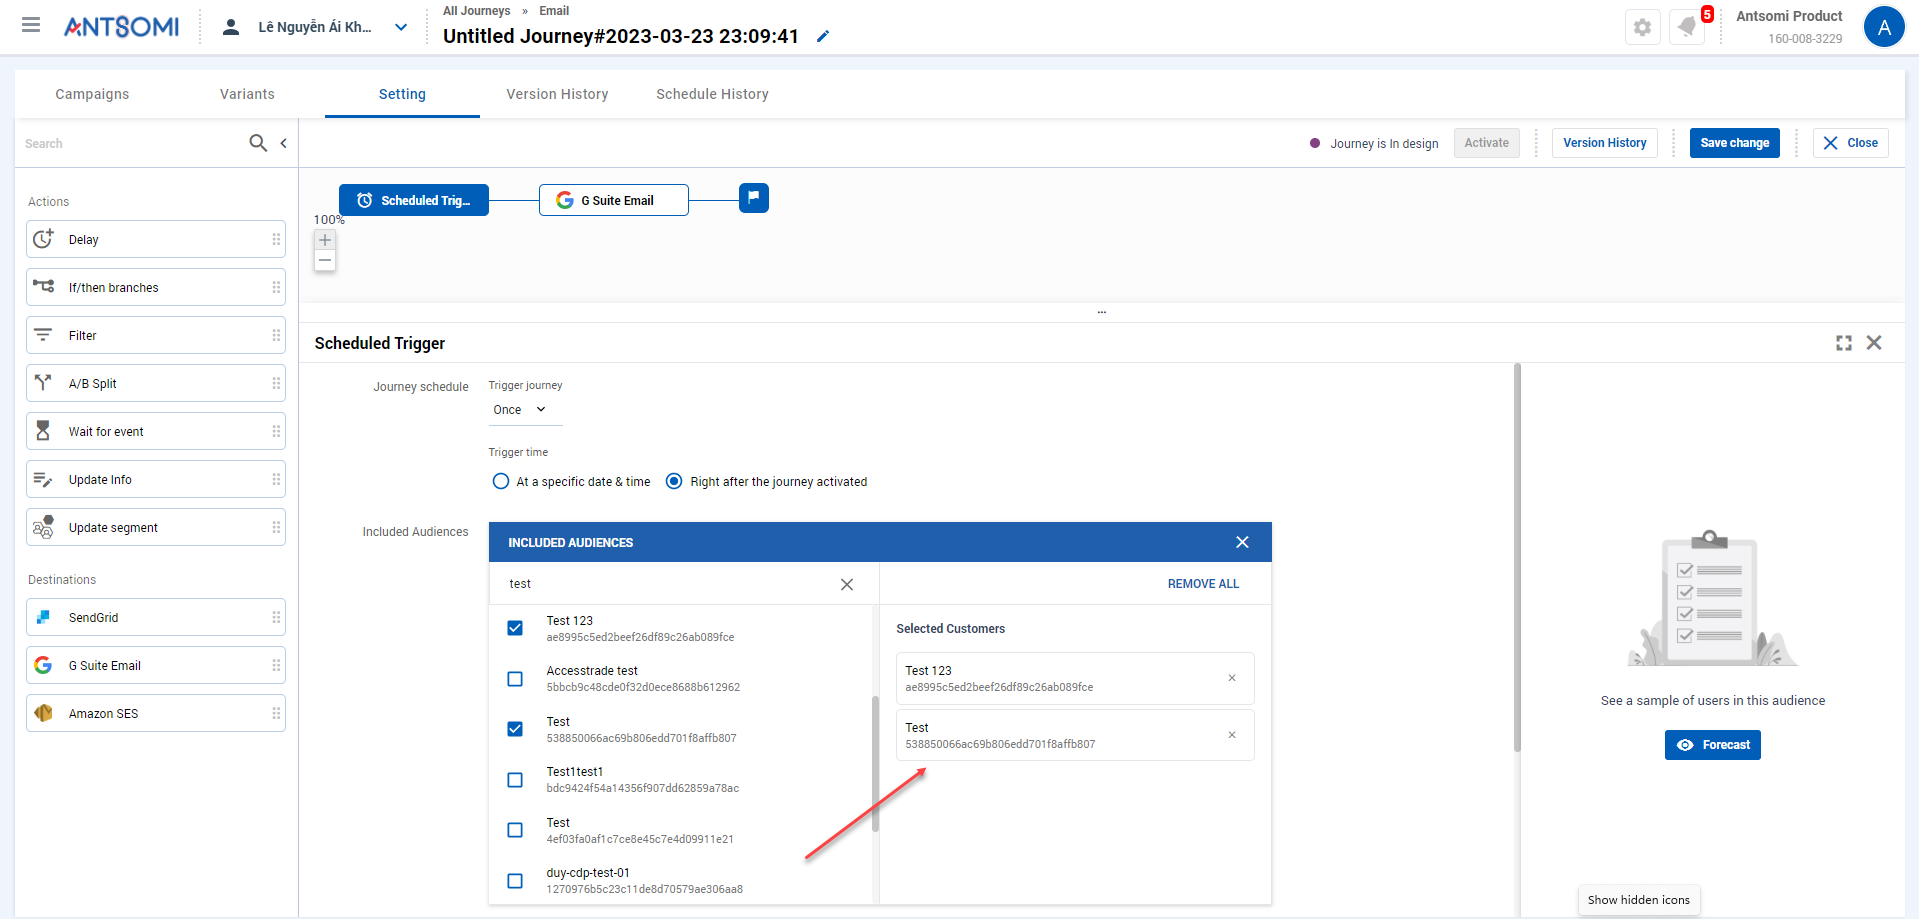 ANTSOMI
Lê Nguyễn Ái Kh...
All Journeys » Email
Untitled Journey#2023-03-23 23:09:41
5
Antsomi Product
160-008-3229
A
Campaigns
Variants
Setting
Version History
Schedule History
Search
Journey is In design
Activate
Version History
Save change
Close
Actions
Delay
If/then branches
Filter
A/B Split
Wait for event
Update Info
Update segment
Destinations
SendGrid
G Suite Email
Amazon SES
Scheduled Trig...
G Suite Email
100%
...
Scheduled Trigger
Journey schedule
Trigger journey
Once
Trigger time
At a specific date & time
Right after the journey activated
Included Audiences
INCLUDED AUDIENCES
test
REMOVE ALL
Test 123
ae8995c5ed2beef26df89c26ab089fce
Accesstrade test
5bbcb9c48cde0f32d0ece8688b612962
Test
538850066ac69b806edd701f8affb807
Test1test1
bdc9424f54a14356f907dd62859a78ac
Test
4ef03fa0af1c7ce8e45c7e4d09911e21
duy-cdp-test-01
1270976b5c23c11de8d70579ae306aa8
Selected Customers
Test 123
ae8995c5ed2beef26df89c26ab089fce
Test
538850066ac69b806edd701f8affb807
See a sample of users in this audience
Forecast
Show hidden icons